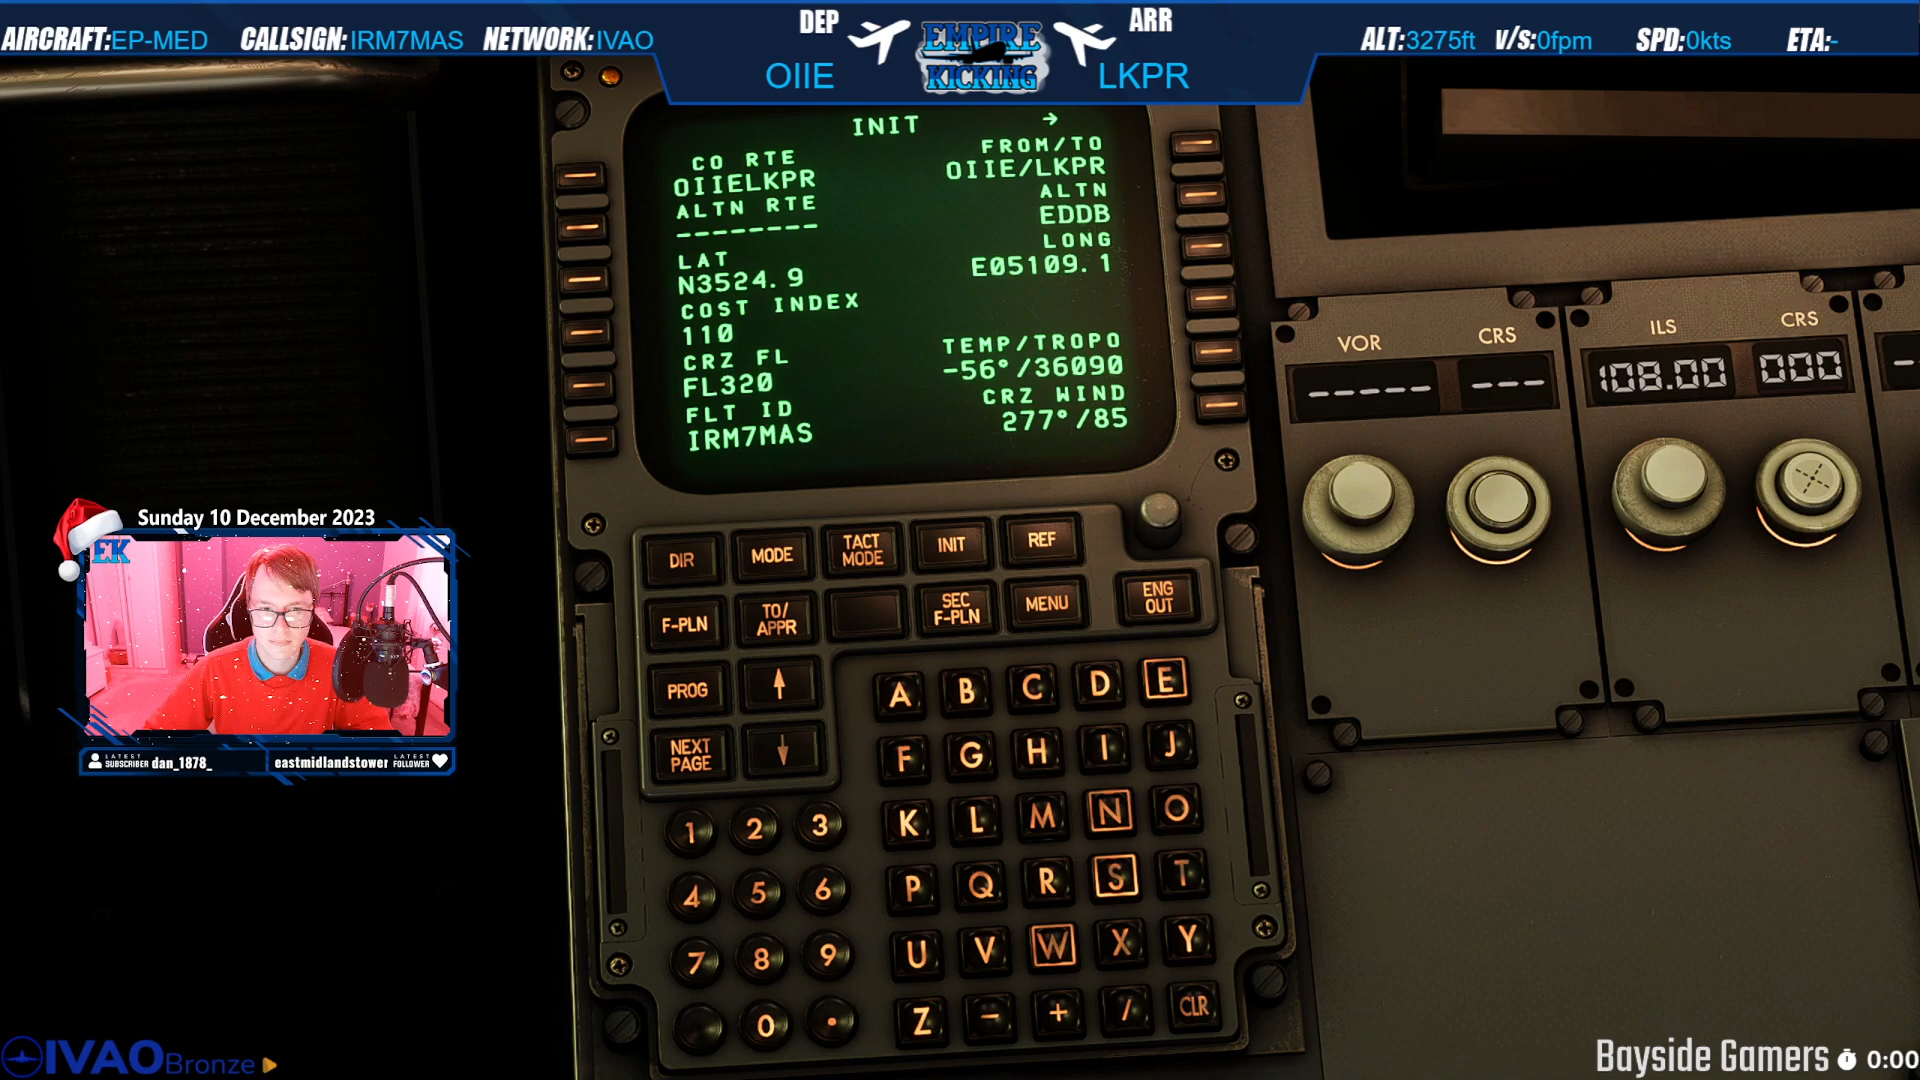 AIRCRAFT:EP-MED CALLSIGN:IRM7MAS NETWORK:IVAO
DEP
OIIE
EMPIRE
KICKING
ARR
LKPR
ALT:3275ft V/S:0fpm SPD:0kts ETA:-
INIT →
CO RTE FROM/TO
OIIELKPR OIIE/LKPR
ALTN RTE ALTN
-------- EDDB
LAT LONG
N3524.9 E05109.1
COST INDEX
110
CRZ FL TEMP/TROPO
FL320 -56°/36090
FLT ID CRZ WIND
IRM7MAS 277°/85
VOR CRS ILS CRS
----- --- 108.00 000
DIR MODE TACT MODE INIT REF
F-PLN TO/APPR SEC F-PLN MENU ENG OUT
PROG ↑
NEXT PAGE ↓
A B C D E
F G H I J
1 2 3 K L M N O
4 5 6 P Q R S T
7 8 9 U V W X Y
0 . Z - + / CLR
Sunday 10 December 2023
EK
LATEST SUBSCRIBER dan_1878_ eastmidlandstower LATEST FOLLOWER
IVAO Bronze
Bayside Gamers 0:00